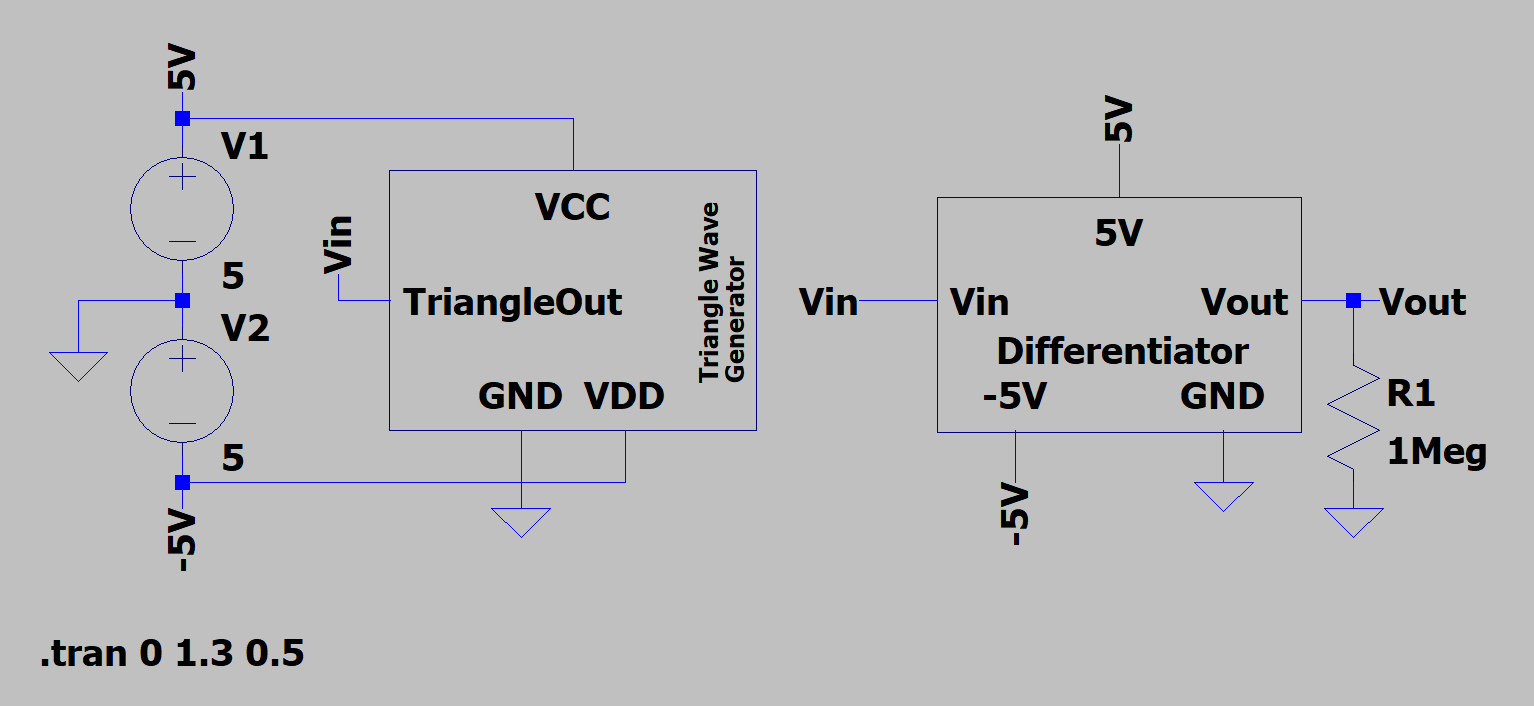 5V
V1
5
V2
5
-5V
Vin
VCC
TriangleOut
GND VDD
Triangle Wave
Generator
Vin
5V
5V
Vin
Vout
Differentiator
-5V
GND
-5V
Vout
R1
1Meg
.tran 0 1.3 0.5